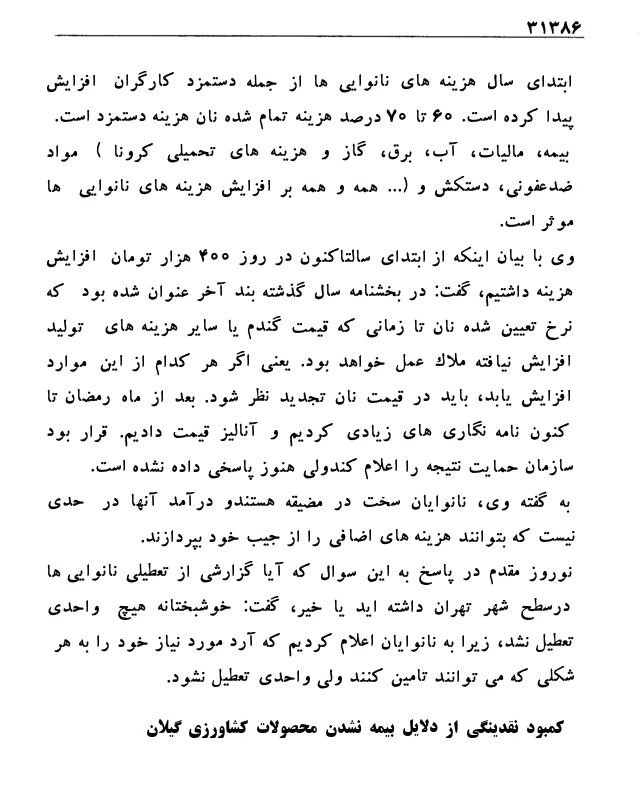 ۳۱۳۸۶
ابتدای سال هزینه های نانوایی ها از جمله دستمزد کارگران افزایش
پیدا کرده است. ۶۰ تا ۷۰ درصد هزینه تمام شده نان هزینه دستمزد است.
بیمه، مالیات، آب، برق، گاز و هزینه های تحمیلی کرونا ) مواد
ضدعفونی، دستکش و (... همه و همه بر افزایش هزینه های نانوایی ها
موثر است.
وی با بیان اینکه از ابتدای سالتاکنون در روز ۴۰۰ هزار تومان افزایش
هزینه داشتیم، گفت: در بخشنامه سال گذشته بند آخر عنوان شده بود که
نرخ تعیین شده نان تا زمانی که قیمت گندم یا سایر هزینه های تولید
افزایش نیافته ملاك عمل خواهد بود. یعنی اگر هر کدام از این موارد
افزایش یابد، باید در قیمت نان تجدید نظر شود. بعد از ماه رمضان تا
کنون نامه نگاری های زیادی کردیم و آنالیز قیمت دادیم. قرار بود
سازمان حمایت نتیجه را اعلام کندولی هنوز پاسخی داده نشده است.
به گفته وی، نانوایان سخت در مضیقه هستندو درآمد آنها در حدی
نیست که بتوانند هزینه های اضافی را از جیب خود بپردازند.
نوروز مقدم در پاسخ به این سوال که آیا گزارشی از تعطیلی نانوایی ها
درسطح شهر تهران داشته اید یا خیر، گفت: خوشبختانه هیچ واحدی
تعطیل نشد، زیرا به نانوایان اعلام کردیم که آرد مورد نیاز خود را به هر
شکلی که می توانند تامین کنند ولی واحدی تعطیل نشود.
کمبود نقدینگی از دلایل بیمه نشدن محصولات کشاورزی گیلان